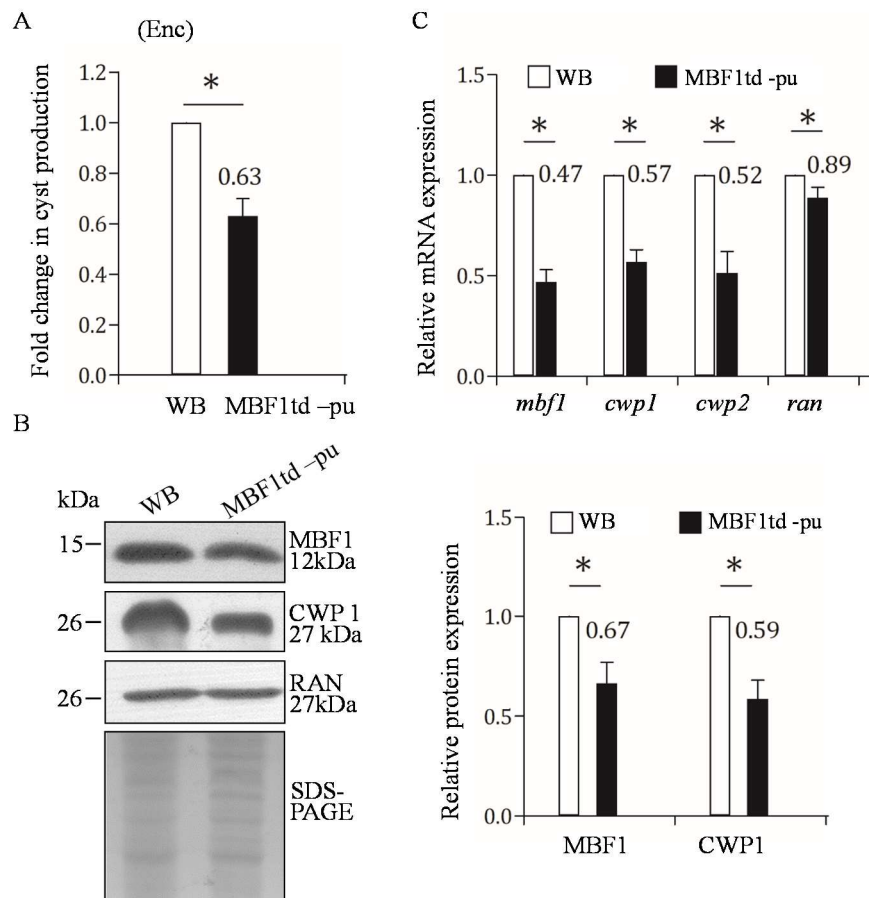 A
(Enc)
Fold change in cyst production
1.2
1.0
0.8
0.6
0.4
0.2
0.0
*
0.63
WB
MBF1td –pu
B
kDa
WB
MBF1td –pu
15
MBF1
12kDa
26
CWP 1
27 kDa
26
RAN
27kDa
SDS-
PAGE
C
WB
MBF1td -pu
Relative mRNA expression
1.5
1.0
0.5
0.0
* * * *
0.47 0.57 0.52 0.89
mbf1 cwp1 cwp2 ran
WB
MBF1td -pu
Relative protein expression
1.5
1.0
0.5
0.0
* *
0.67 0.59
MBF1 CWP1